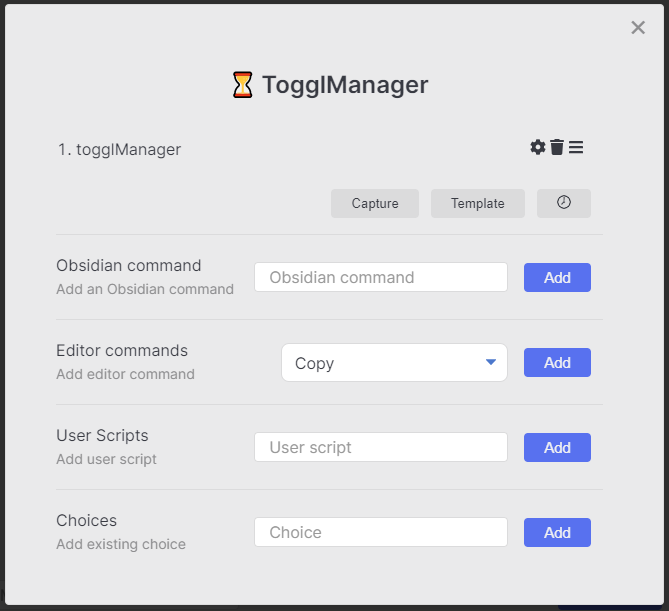 ⏳ TogglManager
1. togglManager
Capture Template
Obsidian command
Add an Obsidian command
Obsidian command Add
Editor commands
Add editor command
Copy Add
User Scripts
Add user script
User script Add
Choices
Add existing choice
Choice Add